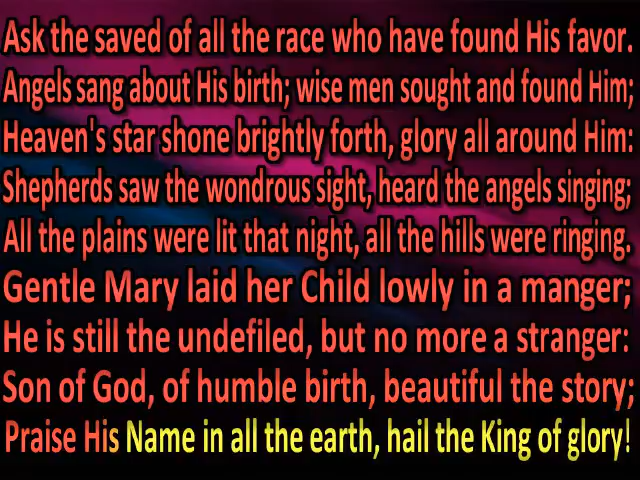 Ask the saved of all the race who have found His favor.
Angels sang about His birth; wise men sought and found Him;
Heaven's star shone brightly forth, glory all around Him:
Shepherds saw the wondrous sight, heard the angels singing;
All the plains were lit that night, all the hills were ringing.
Gentle Mary laid her Child lowly in a manger;
He is still the undefiled, but no more a stranger:
Son of God, of humble birth, beautiful the story;
Praise His Name in all the earth, hail the King of glory!